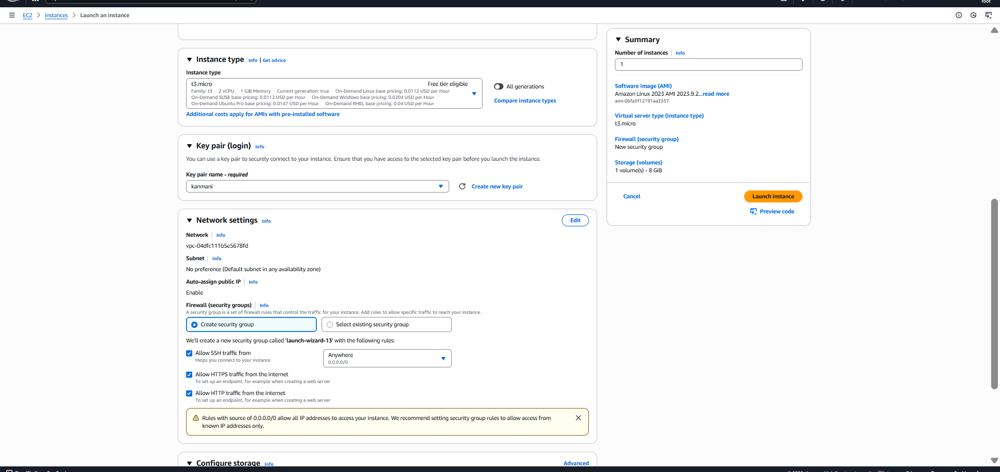 root
EC2 > Instances > Launch an instance
Instance type Info | Get advice
Instance type
t3.micro Free tier eligible
Family: t3 2 vCPU 1 GiB Memory Current generation: true On-Demand Linux base pricing: 0.0112 USD per Hour
On-Demand SUSE base pricing: 0.0112 USD per Hour On-Demand Windows base pricing: 0.0204 USD per Hour
On-Demand Ubuntu Pro base pricing: 0.0147 USD per Hour On-Demand RHEL base pricing: 0.04 USD per Hour
All generations
Compare instance types
Additional costs apply for AMIs with pre-installed software
Key pair (login) Info
You can use a key pair to securely connect to your instance. Ensure that you have access to the selected key pair before you launch the instance.
Key pair name - required
kanmani
Create new key pair
Network settings Info
Edit
Network Info
vpc-04dfc111b5e5678fd
Subnet Info
No preference (Default subnet in any availability zone)
Auto-assign public IP Info
Enable
Firewall (security groups) Info
A security group is a set of firewall rules that control the traffic for your instance. Add rules to allow specific traffic to reach your instance.
Create security group
Select existing security group
We'll create a new security group called 'launch-wizard-13' with the following rules:
Allow SSH traffic from
Helps you connect to your instance
Anywhere
0.0.0.0/0
Allow HTTPS traffic from the internet
To set up an endpoint, for example when creating a web server
Allow HTTP traffic from the internet
To set up an endpoint, for example when creating a web server
Rules with source of 0.0.0.0/0 allow all IP addresses to access your instance. We recommend setting security group rules to allow access from
known IP addresses only.
Configure storage Info
Advanced
Summary
Number of instances Info
1
Software Image (AMI)
Amazon Linux 2023 AMI 2023.9.2...read more
ami-06fa3f12191aa3337
Virtual server type (instance type)
t3.micro
Firewall (security group)
New security group
Storage (volumes)
1 volume(s) - 8 GiB
Cancel
Launch instance
Preview code